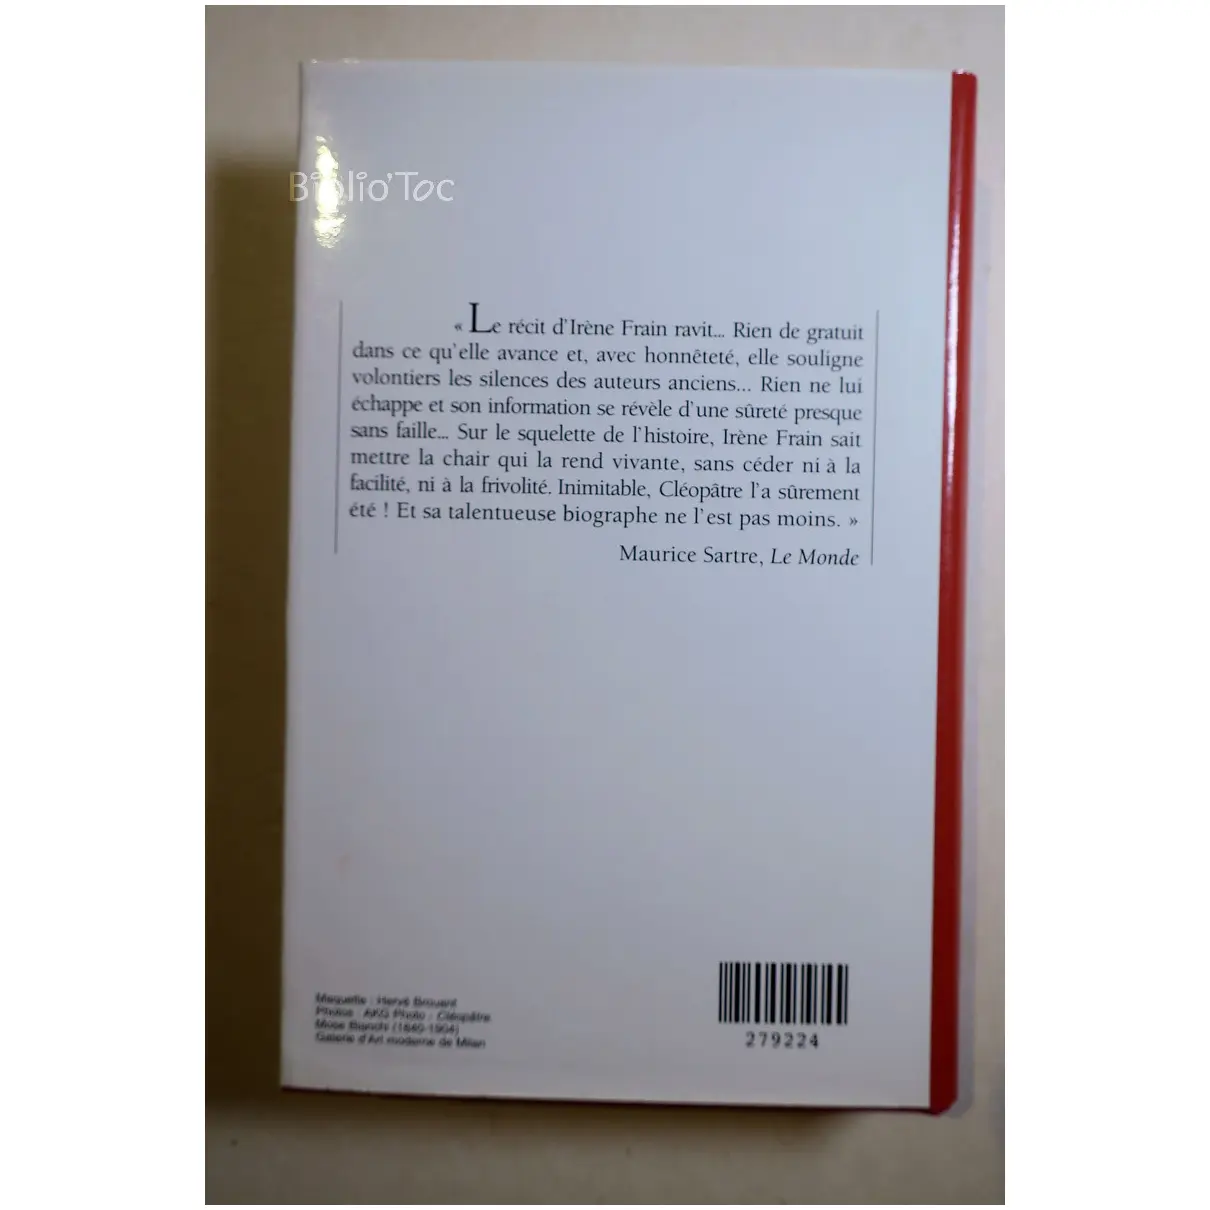 Biblio'Toc
« Le récit d'Irène Frain ravit... Rien de gratuit
dans ce qu'elle avance et, avec honnêteté, elle souligne
volontiers les silences des auteurs anciens... Rien ne lui
échappe et son information se révèle d'une sûreté presque
sans faille... Sur le squelette de l'histoire, Irène Frain sait
mettre la chair qui la rend vivante, sans céder ni à la
facilité, ni à la frivolité. Inimitable, Cléopâtre l'a sûrement
été ! Et sa talentueuse biographe ne l'est pas moins. »
Maurice Sartre, Le Monde
Maquette : Hervé Brouant
Photos : AKG Photo : Cléopâtre
Mose Bianchi (1840-1904)
Galerie d'Art moderne de Milan
279224